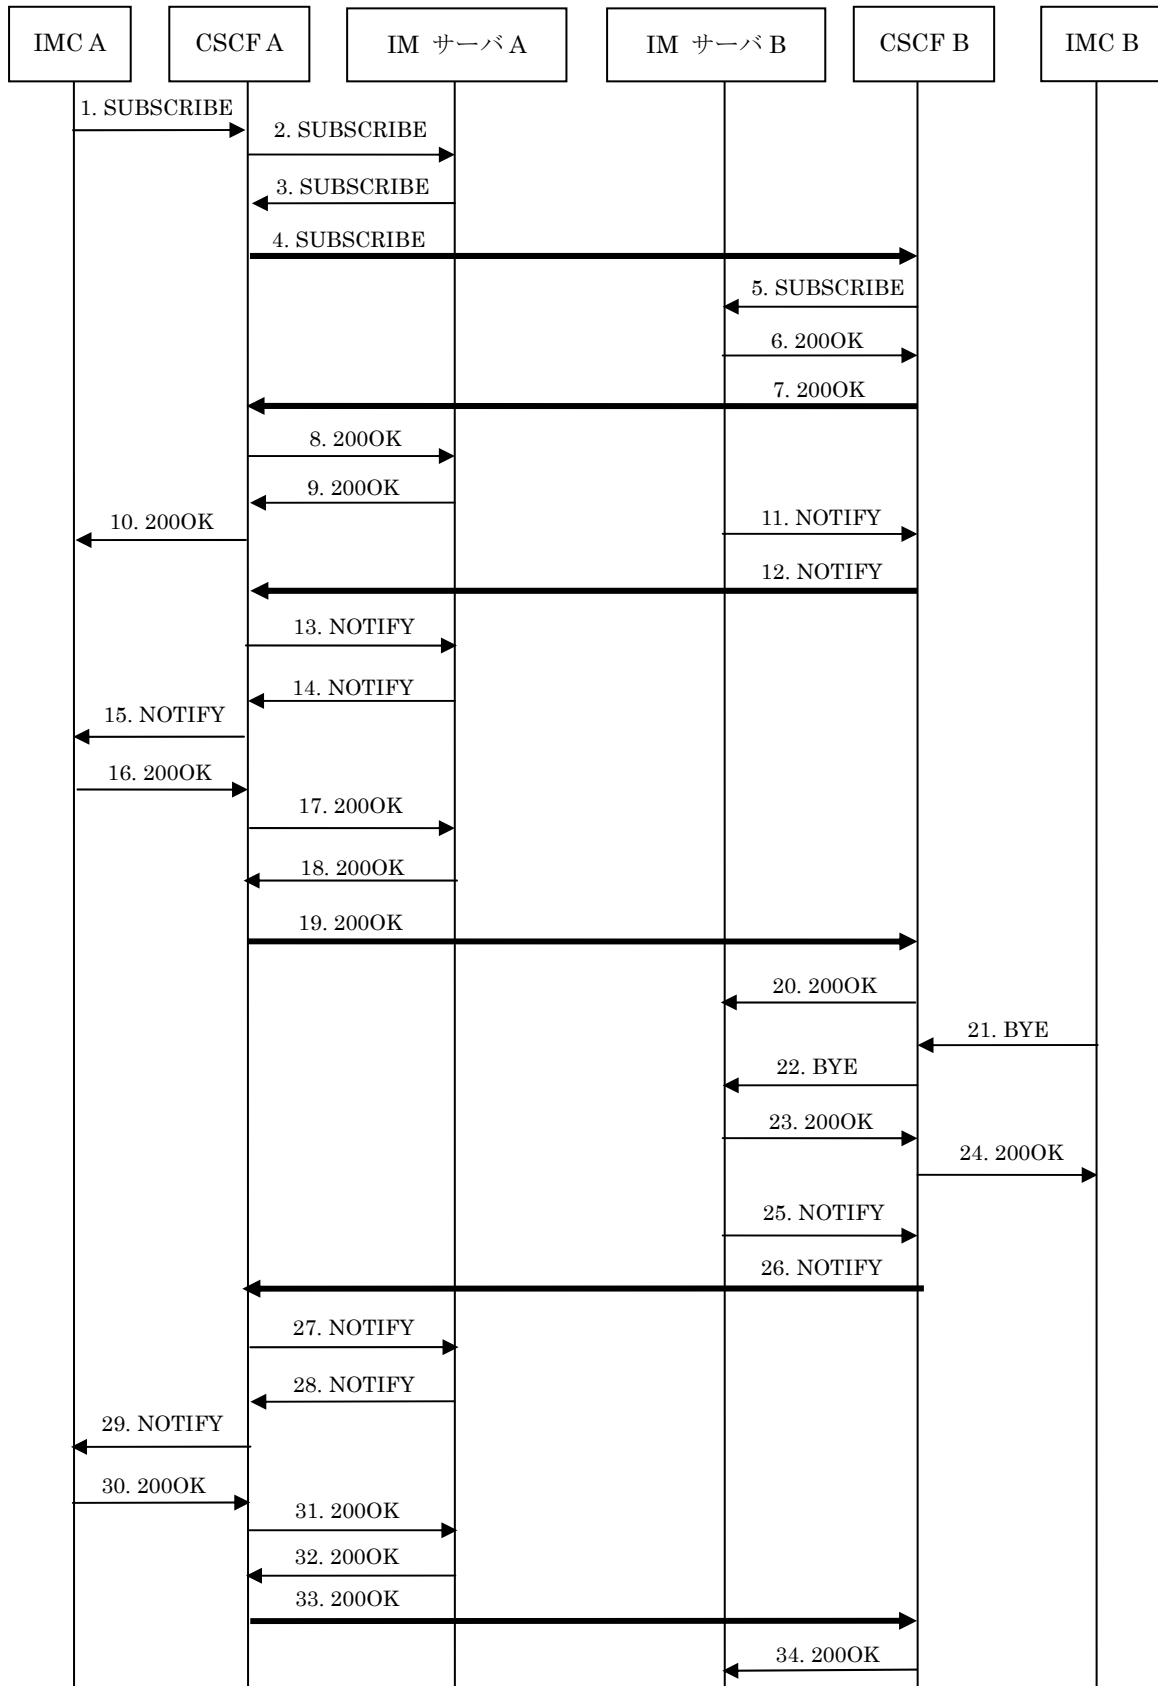 IMC A
CSCF A
IM サーバ A
IM サーバ B
CSCF B
IMC B
1. SUBSCRIBE
2. SUBSCRIBE
3. SUBSCRIBE
4. SUBSCRIBE
5. SUBSCRIBE
6. 200OK
7. 200OK
8. 200OK
9. 200OK
10. 200OK
11. NOTIFY
12. NOTIFY
13. NOTIFY
14. NOTIFY
15. NOTIFY
16. 200OK
17. 200OK
18. 200OK
19. 200OK
20. 200OK
21. BYE
22. BYE
23. 200OK
24. 200OK
25. NOTIFY
26. NOTIFY
27. NOTIFY
28. NOTIFY
29. NOTIFY
30. 200OK
31. 200OK
32. 200OK
33. 200OK
34. 200OK